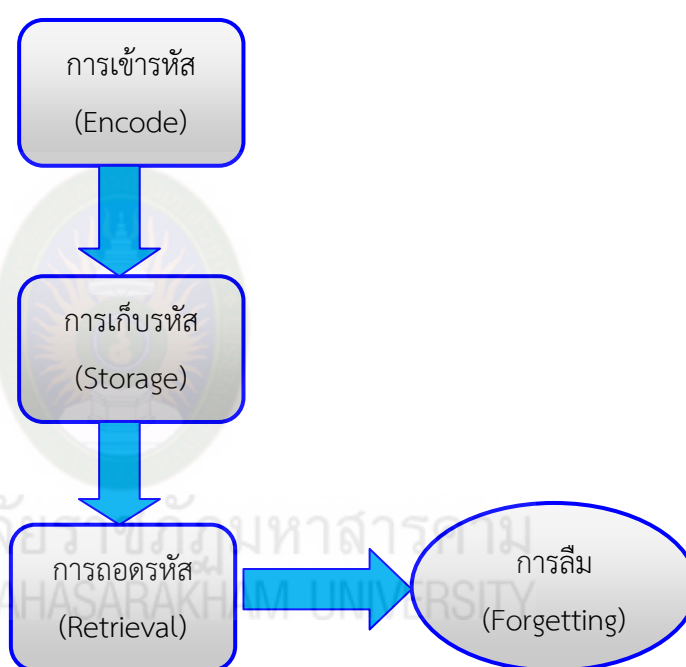 การเข้ารหัส
(Encode)
การเก็บรหัส
(Storage)
การถอดรหัส
(Retrieval)
การลืม
(Forgetting)